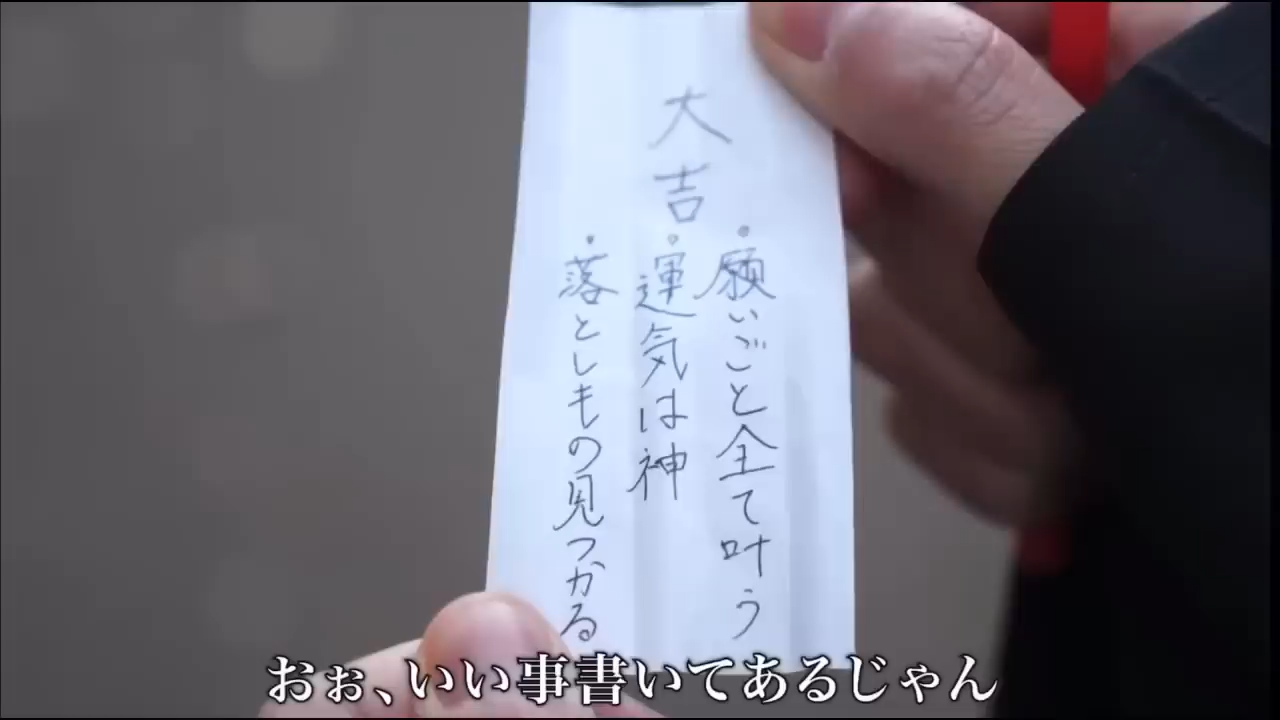 大吉
・願いごと全て叶う
・運気は神
・落としもの見つかる
おぉ、いい事書いてあるじゃん